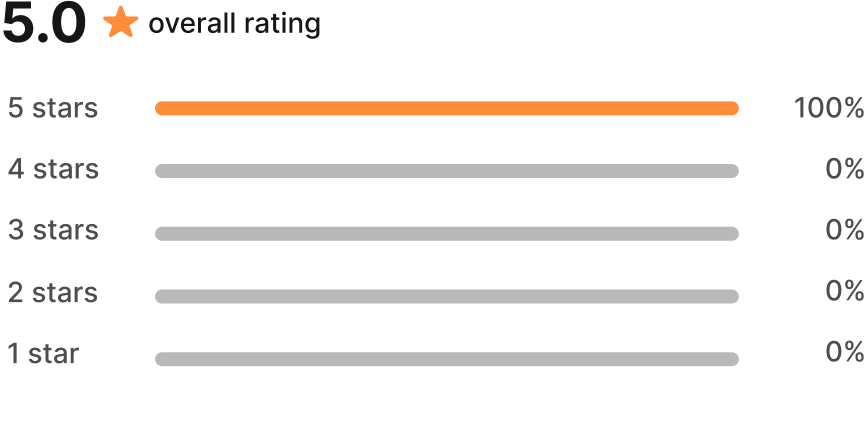 5.0 overall rating
5 stars 100%
4 stars 0%
3 stars 0%
2 stars 0%
1 star 0%